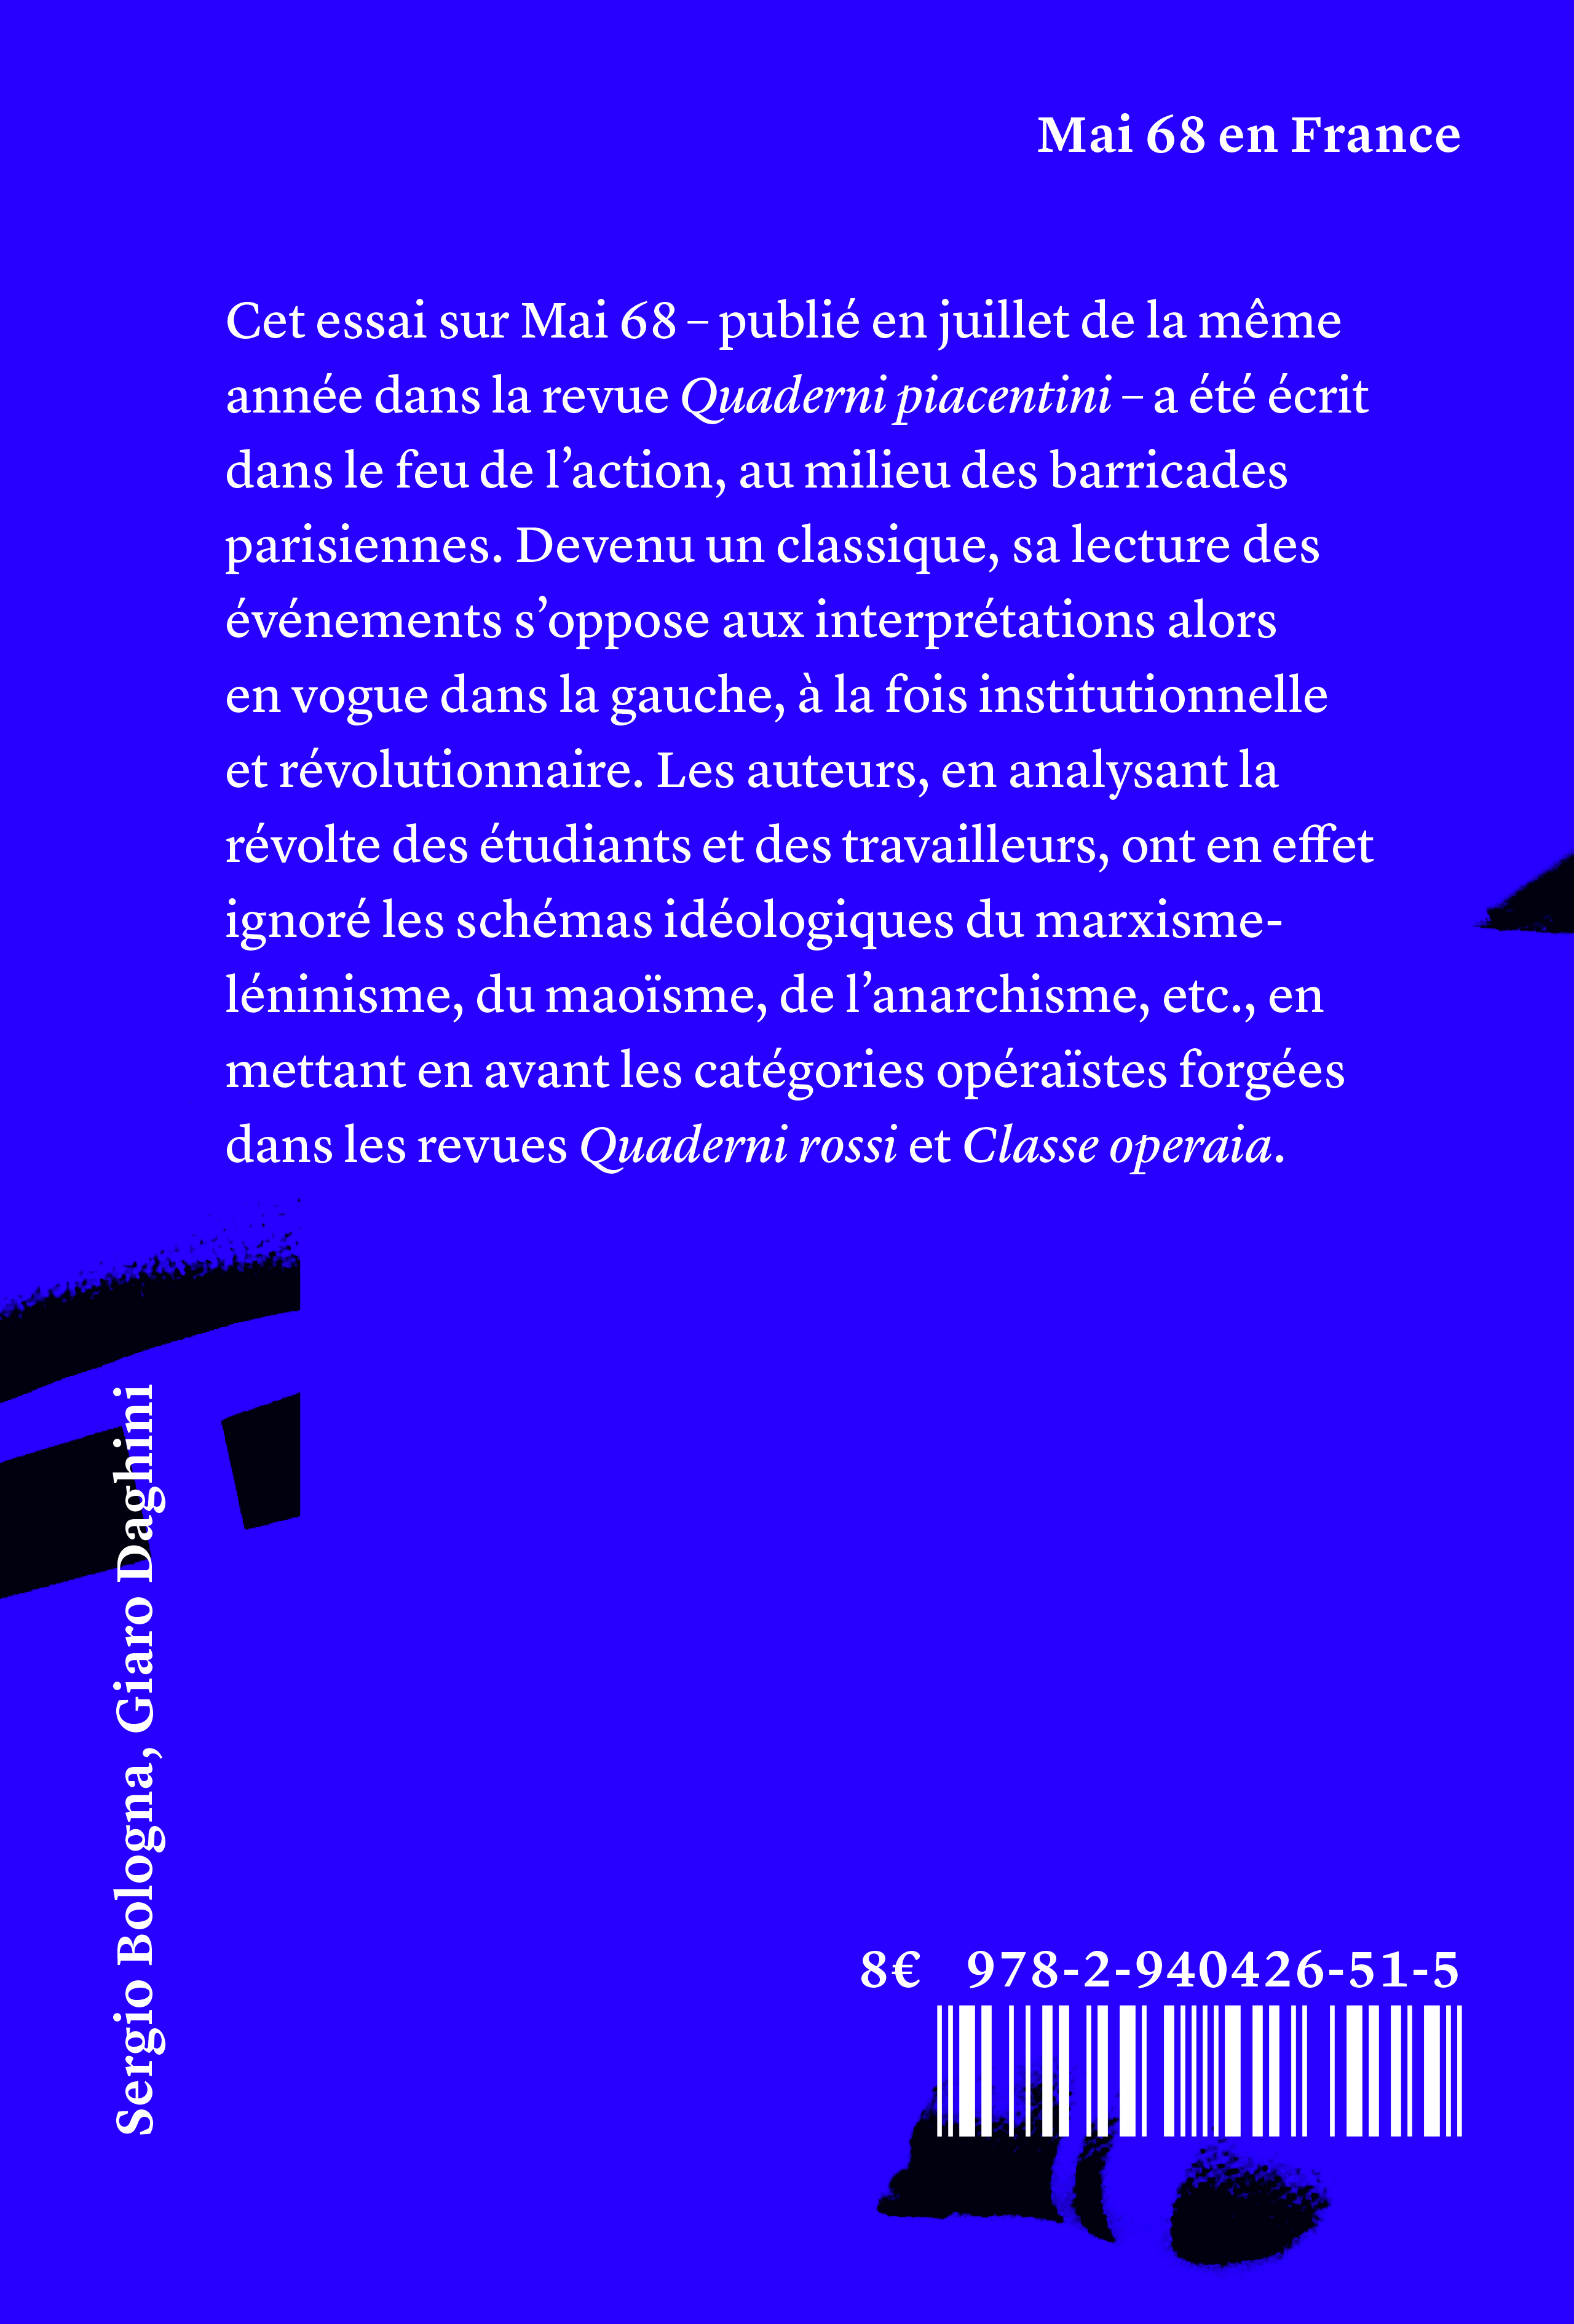 Mai 68 en France
Cet essai sur Mai 68 – publié en juillet de la même
année dans la revue Quaderni piacentini – a été écrit
dans le feu de l’action, au milieu des barricades
parisiennes. Devenu un classique, sa lecture des
événements s’oppose aux interprétations alors
en vogue dans la gauche, à la fois institutionnelle
et révolutionnaire. Les auteurs, en analysant la
révolte des étudiants et des travailleurs, ont en effet
ignoré les schémas idéologiques du marxisme-
léninisme, du maoïsme, de l’anarchisme, etc., en
mettant en avant les catégories opéraïstes forgées
dans les revues Quaderni rossi et Classe operaia.
Sergio Bologna, Giaro Daghini
8€ 978-2-940426-51-5